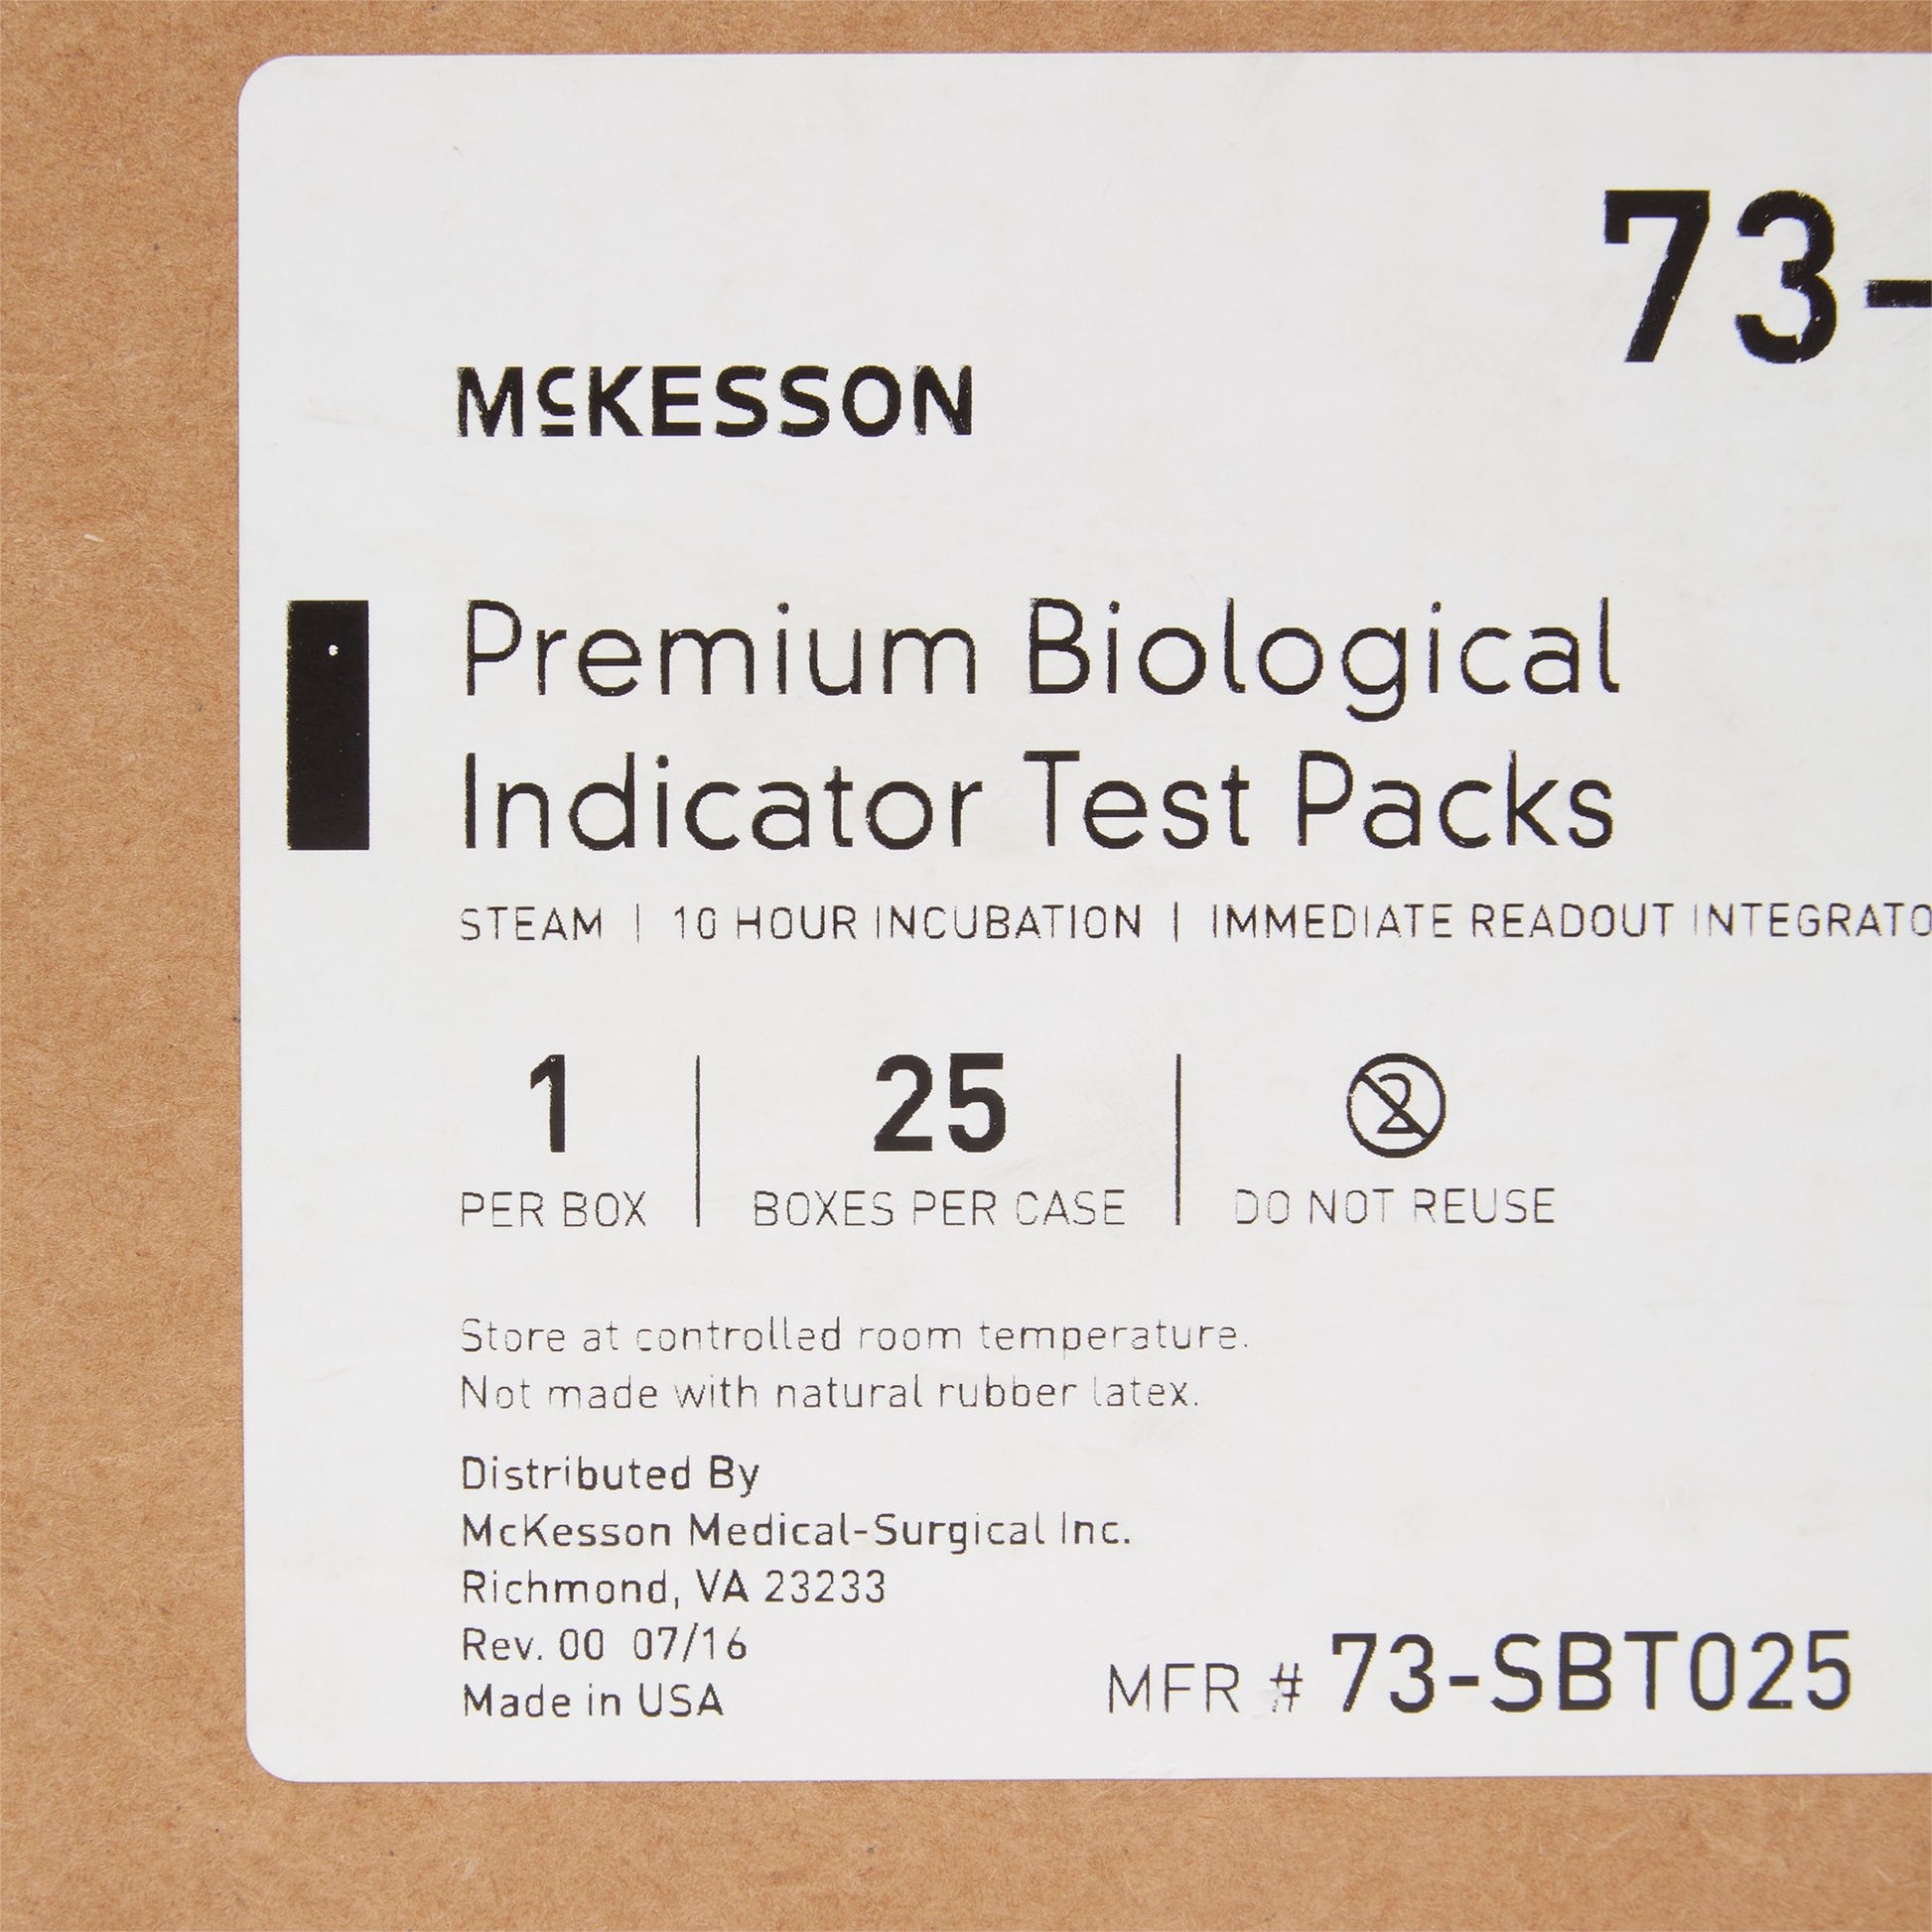 73-
McKESSON
Premium Biological
Indicator Test Packs
STEAM | 10 HOUR INCUBATION | IMMEDIATE READOUT INTEGRATO
1
PER BOX
25
BOXES PER CASE
2
DO NOT REUSE
Store at controlled room temperature.
Not made with natural rubber latex.
Distributed By
McKesson Medical-Surgical Inc.
Richmond, VA 23233
Rev. 00 07/16
Made in USA
MFR # 73-SBT025